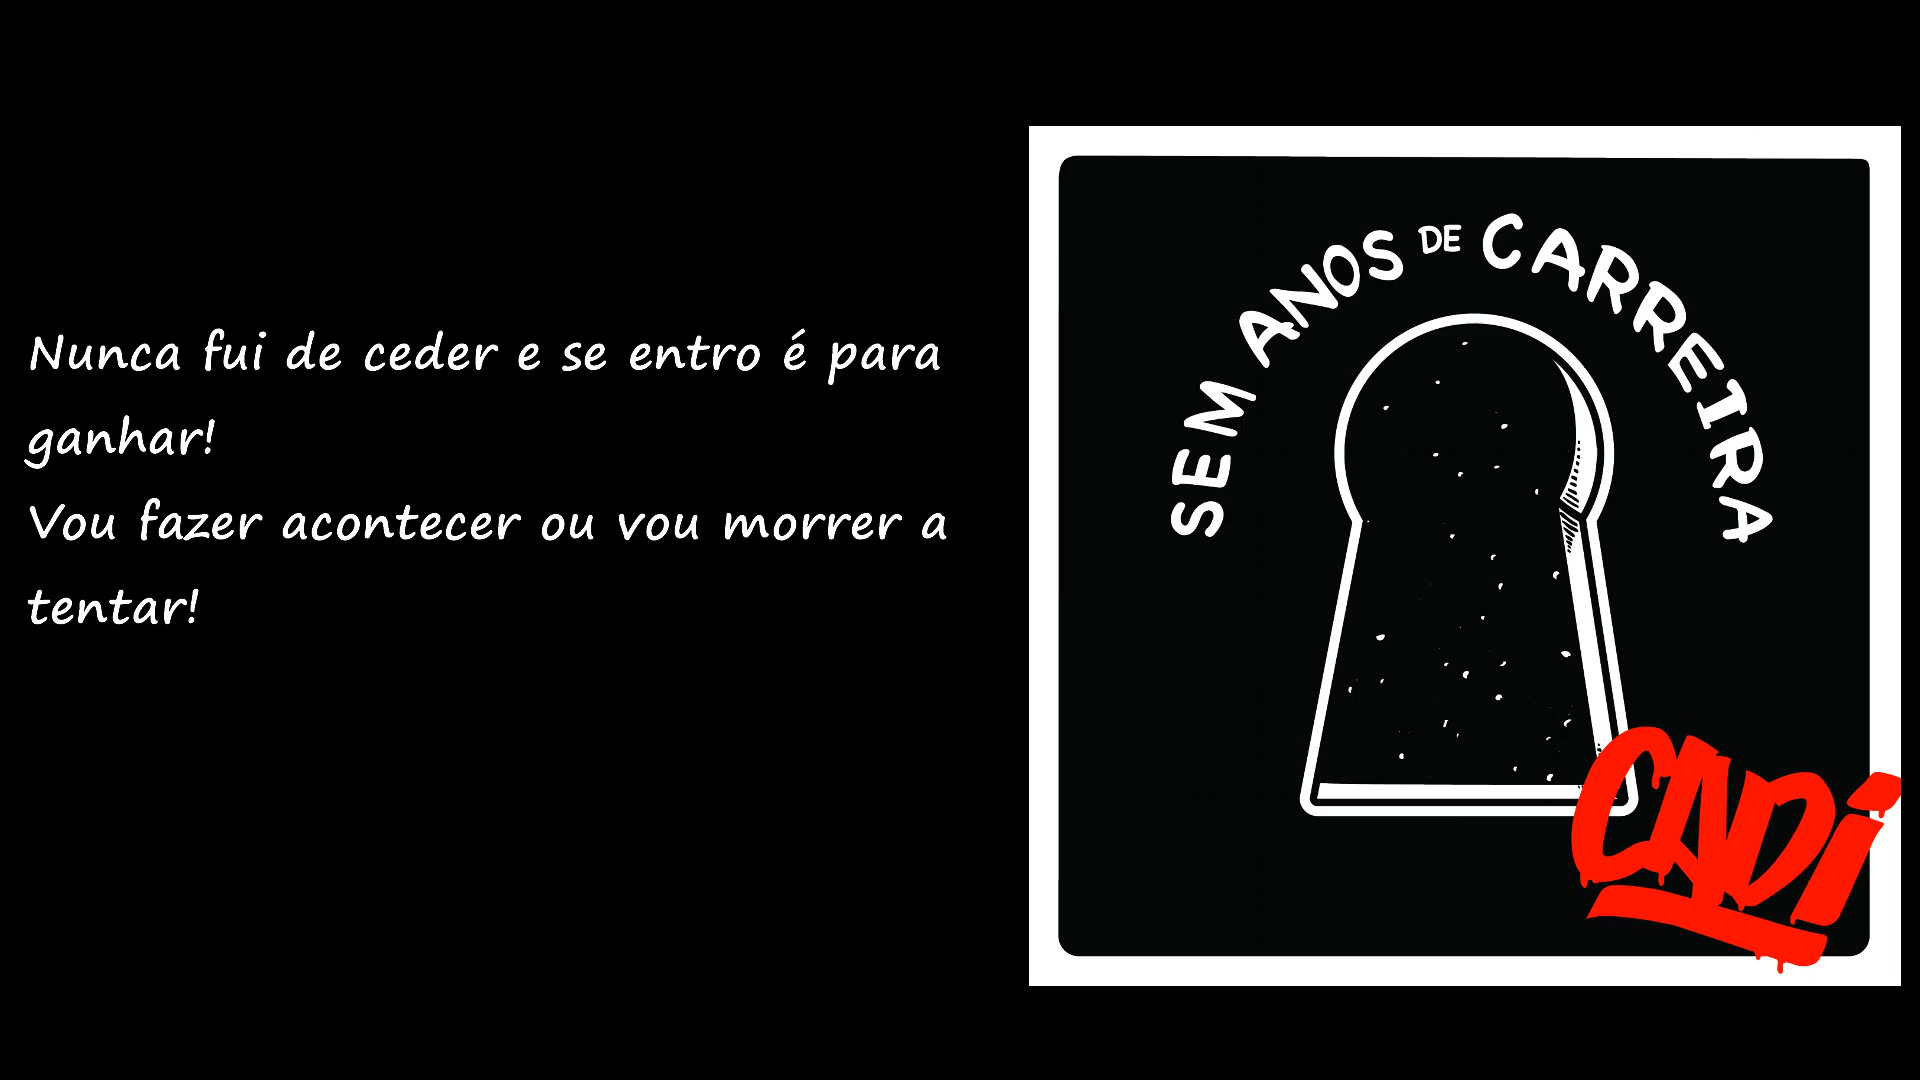 Nunca fui de ceder e se entro é para
ganhar!
Vou fazer acontecer ou vou morrer a
tentar!
SEM ANOS DE CARREIRA
CADi